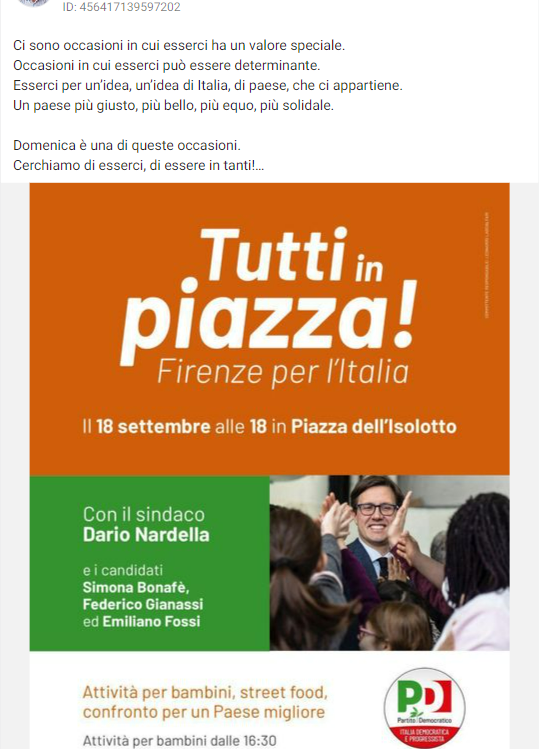 ID: 456417139597202
Ci sono occasioni in cui esserci ha un valore speciale.
Occasioni in cui esserci può essere determinante.
Esserci per un'idea, un'idea di Italia, di paese, che ci appartiene.
Un paese più giusto, più bello, più equo, più solidale.
Domenica è una di queste occasioni.
Cerchiamo di esserci, di essere in tanti!...
Tutti in
piazza!
Firenze per l'Italia
Il 18 settembre alle 18 in Piazza dell'Isolotto
Con il sindaco
Dario Nardella
e i candidati
Simona Bonafè,
Federico Gianassi
ed Emiliano Fossi
Attività per bambini, street food,
confronto per un Paese migliore
Attività per bambini dalle 16:30
PD
Partito Democratico
ITALIA DEMOCRATICA
E PROGRESSISTA